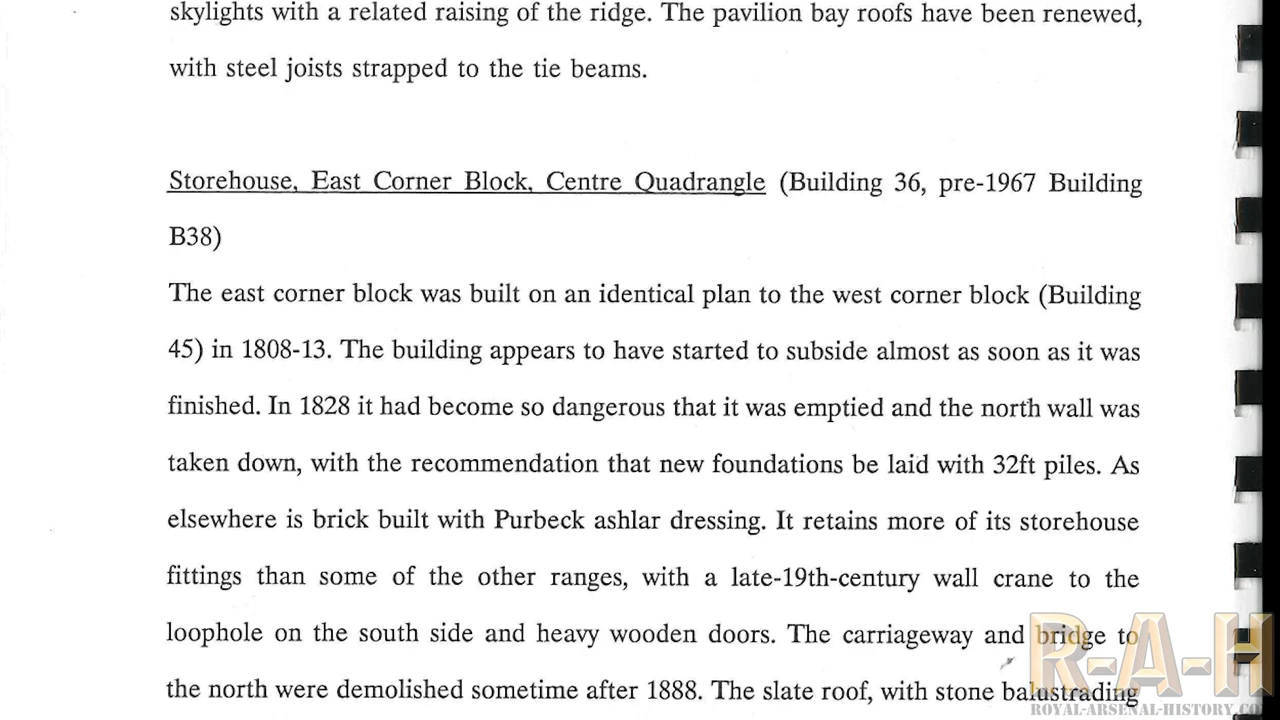 skylights with a related raising of the ridge. The pavilion bay roofs have been renewed,
with steel joists strapped to the tie beams.
Storehouse, East Corner Block, Centre Quadrangle (Building 36, pre-1967 Building
B38)
The east corner block was built on an identical plan to the west corner block (Building
45) in 1808-13. The building appears to have started to subside almost as soon as it was
finished. In 1828 it had become so dangerous that it was emptied and the north wall was
taken down, with the recommendation that new foundations be laid with 32ft piles. As
elsewhere is brick built with Purbeck ashlar dressing. It retains more of its storehouse
fittings than some of the other ranges, with a late-19th-century wall crane to the
loophole on the south side and heavy wooden doors. The carriageway and bridge to
the north were demolished sometime after 1888. The slate roof, with stone balustrading
R-A-H
ROYAL-ARSENAL-HISTORY.CO